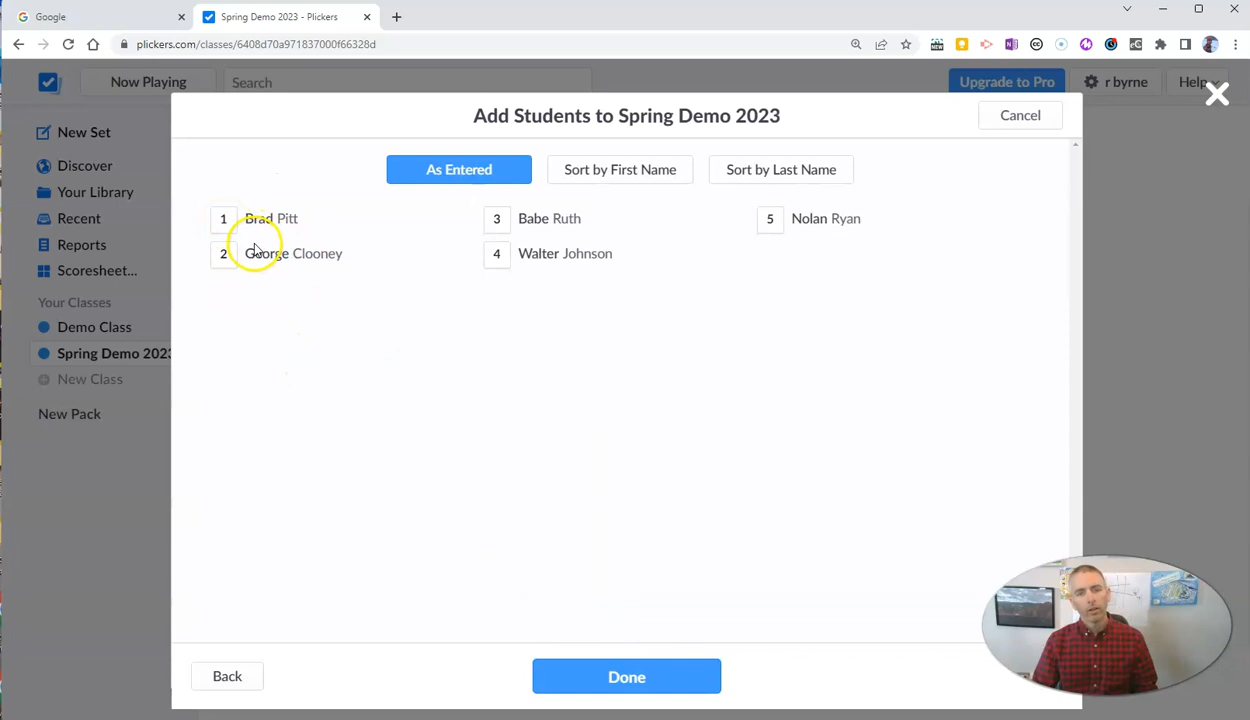 Google
Spring Demo 2023 - Plickers
plickers.com/classes/6408d70a971837000f66328d
Now Playing
Search
Upgrade to Pro
r byrne
Help
Add Students to Spring Demo 2023
Cancel
New Set
Discover
Your Library
Recent
Reports
Scoresheet...
Your Classes
Demo Class
Spring Demo 2023
New Class
New Pack
As Entered
Sort by First Name
Sort by Last Name
1 Brad Pitt
2 George Clooney
3 Babe Ruth
4 Walter Johnson
5 Nolan Ryan
Back
Done